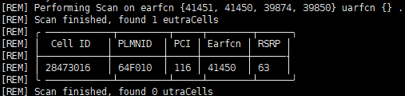 [REM] Performing Scan on earfcn {41451, 41450, 39874, 39850} uarfcn {} .
[REM] Scan finished, found 1 eutraCells
[REM]
[REM] Cell ID PLMNID PCI Earfcn RSRP
[REM]
[REM] 28473016 64F010 116 41450 63
[REM]
[REM] Scan finished, found 0 utraCells